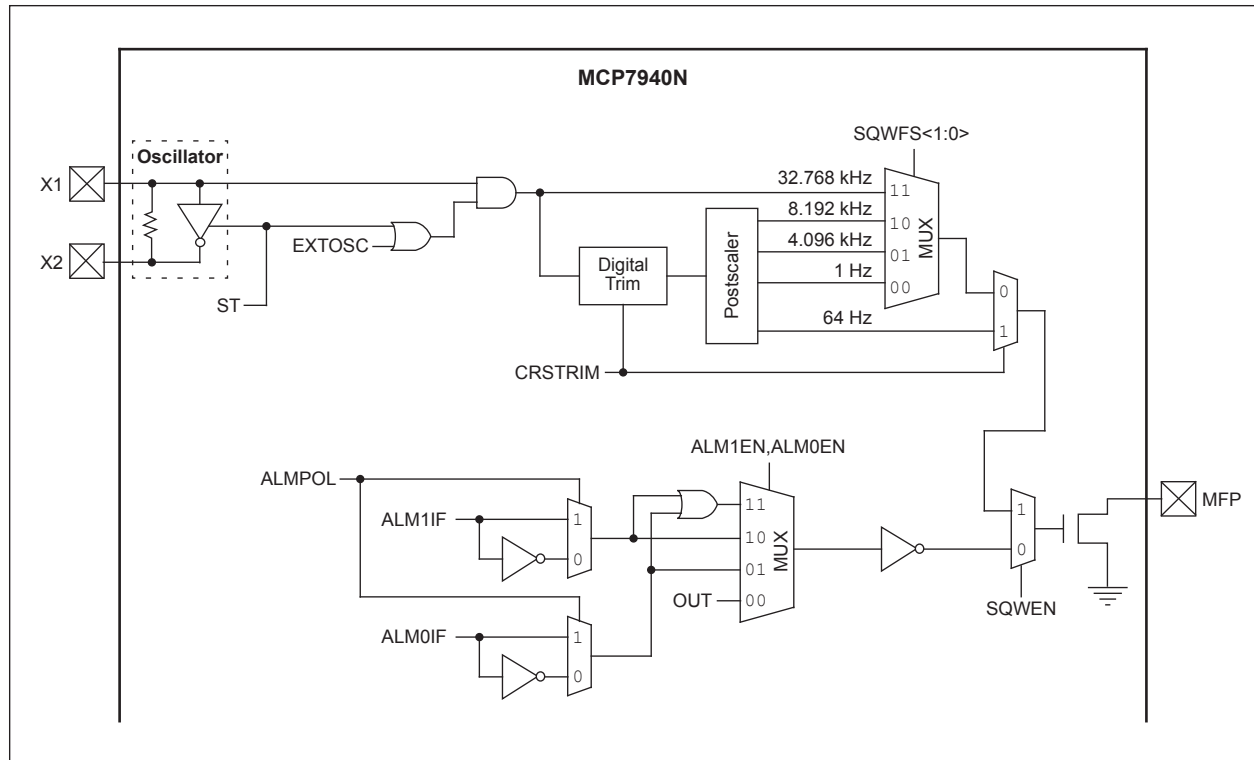 MCP7940N
SQWFS<1:0>
X1
Oscillator
32.768 kHz
11
8.192 kHz
10
4.096 kHz
01
1 Hz
00
MUX
EXTOSC
X2
Digital
Trim
Postscaler
0
64 Hz
1
ST
CRSTRIM
ALM1EN,ALM0EN
ALMPOL
ALM1IF
1
0
11
10
01
00
MUX
OUT
1
0
MFP
SQWEN
ALM0IF
1
0